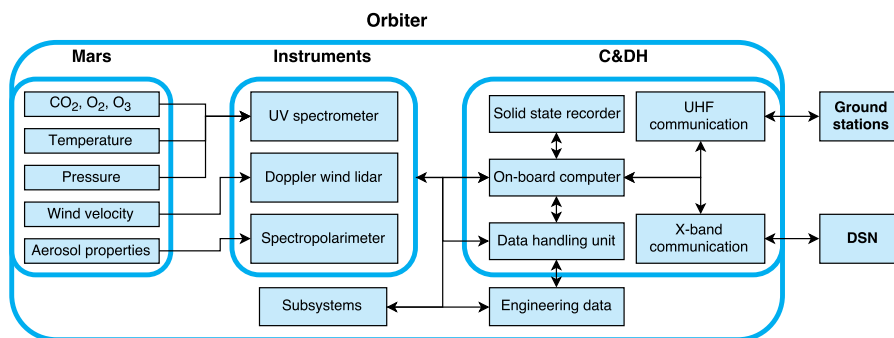 Orbiter
Mars
Instruments
C&DH
CO₂, O₂, O₃
Temperature
Pressure
Wind velocity
Aerosol properties
UV spectrometer
Doppler wind lidar
Spectropolarimeter
Subsystems
Solid state recorder
On-board computer
Data handling unit
Engineering data
UHF
communication
X-band
communication
Ground
stations
DSN